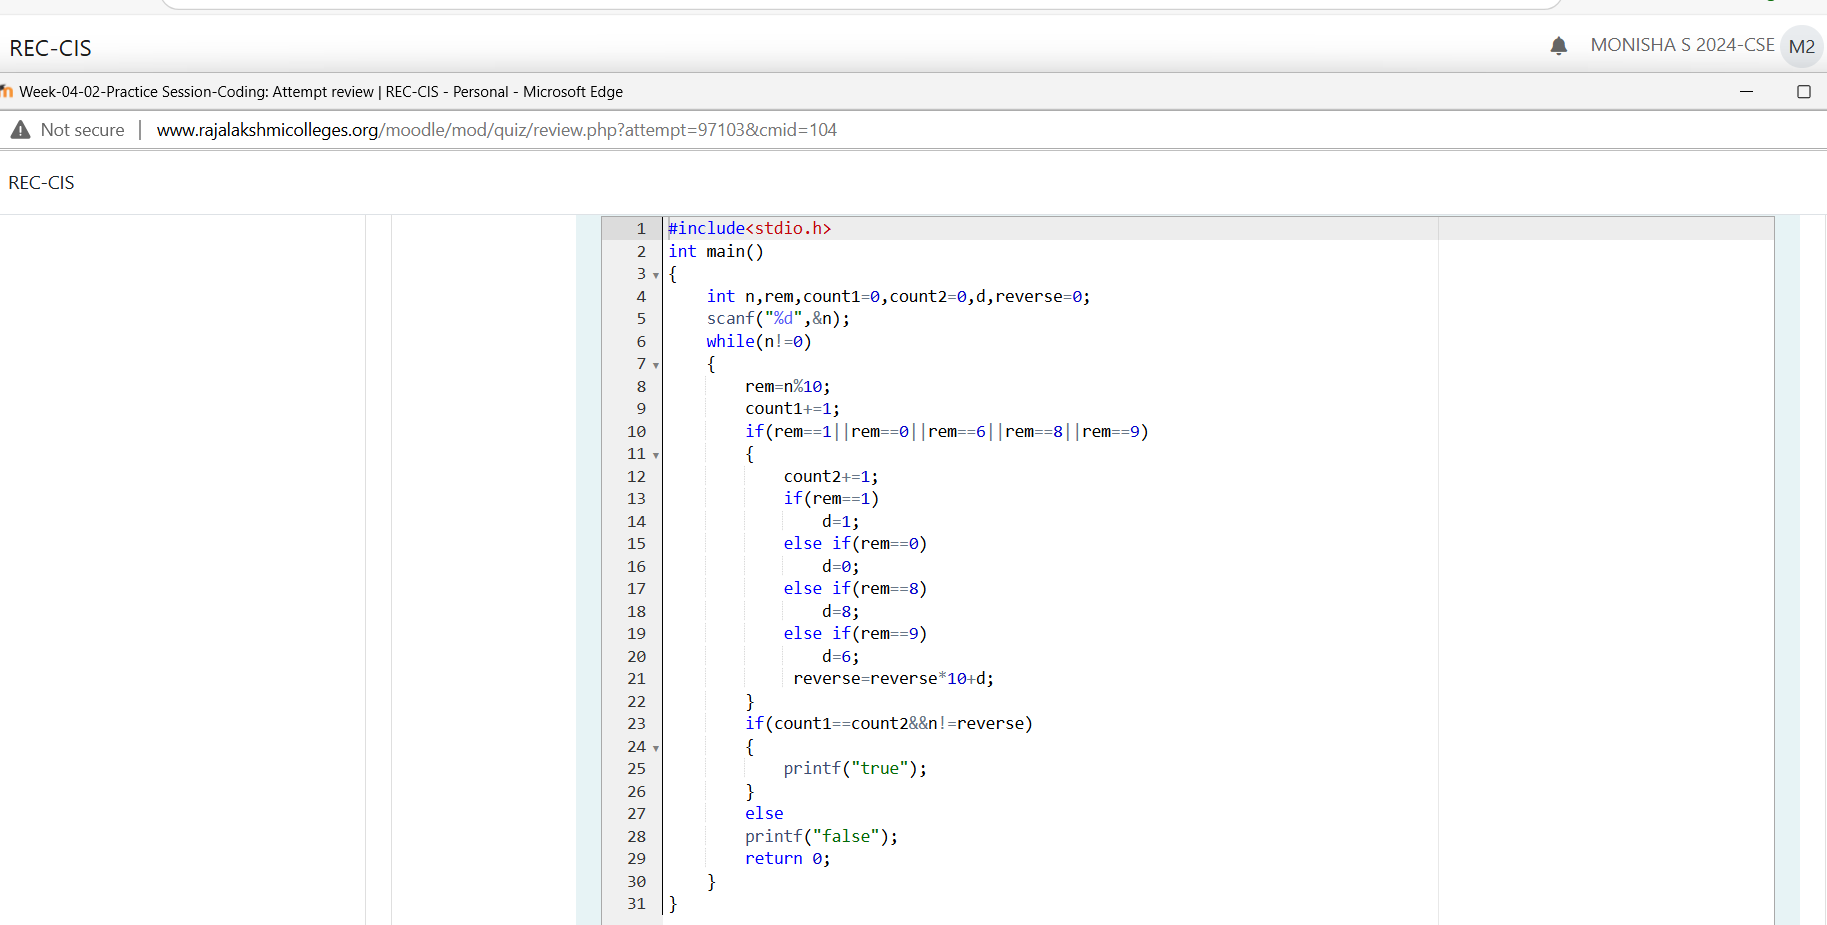 REC-CIS
MONISHA S 2024-CSE M2
Week-04-02-Practice Session-Coding: Attempt review | REC-CIS - Personal - Microsoft Edge
Not secure | www.rajalakshmicolleges.org/moodle/mod/quiz/review.php?attempt=97103&cmid=104
REC-CIS
1 #include<stdio.h>
2 int main()
3 {
4     int n,rem,count1=0,count2=0,d,reverse=0;
5     scanf("%d",&n);
6     while(n!=0)
7     {
8         rem=n%10;
9         count1+=1;
10         if(rem==1||rem==0||rem==6||rem==8||rem==9)
11         {
12             count2+=1;
13             if(rem==1)
14                 d=1;
15             else if(rem==0)
16                 d=0;
17             else if(rem==8)
18                 d=8;
19             else if(rem==9)
20                 d=6;
21              reverse=reverse*10+d;
22         }
23         if(count1==count2&&n!=reverse)
24         {
25             printf("true");
26         }
27         else
28         printf("false");
29         return 0;
30     }
31 }